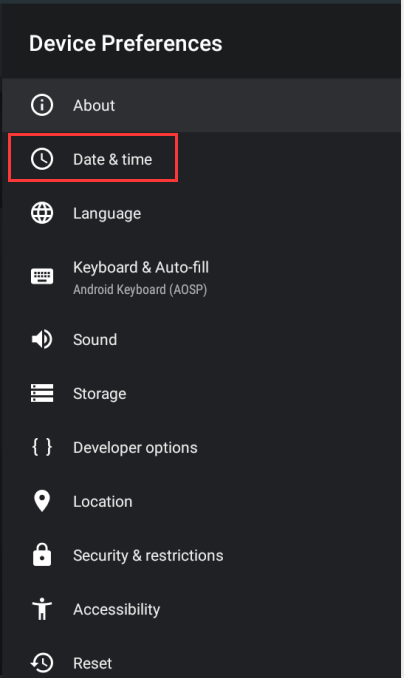 Device Preferences
About
Date & time
Language
Keyboard & Auto-fill
Android Keyboard (AOSP)
Sound
Storage
{ } Developer options
Location
Security & restrictions
Accessibility
Reset